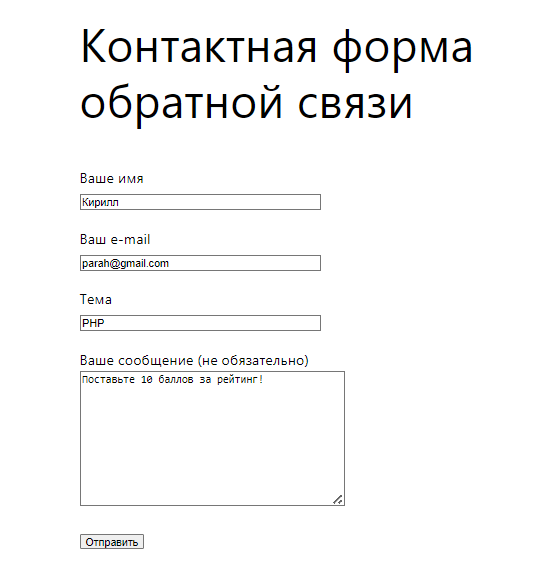 Контактная форма
обратной связи
Ваше имя
Кирилл
Ваш e-mail
parah@gmail.com
Тема
PHP
Ваше сообщение (не обязательно)
Поставьте 10 баллов за рейтинг!
Отправить